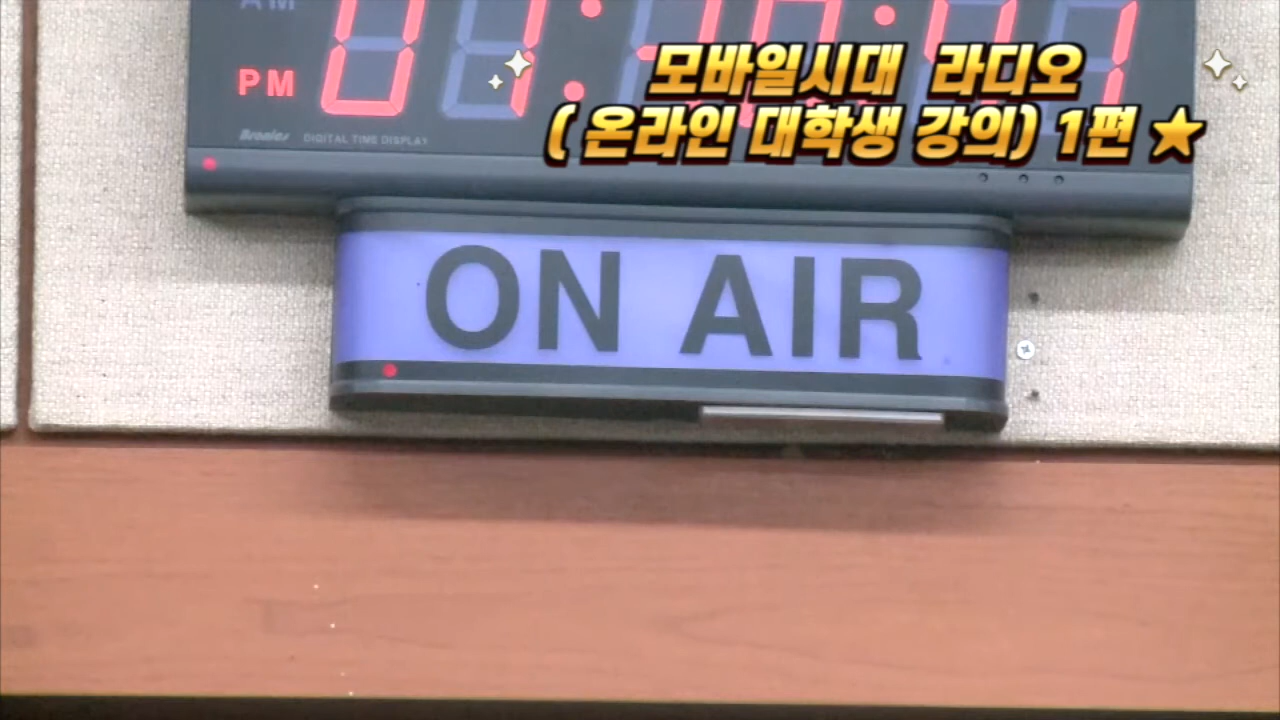 AM
PM
모바일시대 라디오
( 온라인 대학생 강의) 1편 ★
DIGITAL TIME DISPLAY
ON AIR